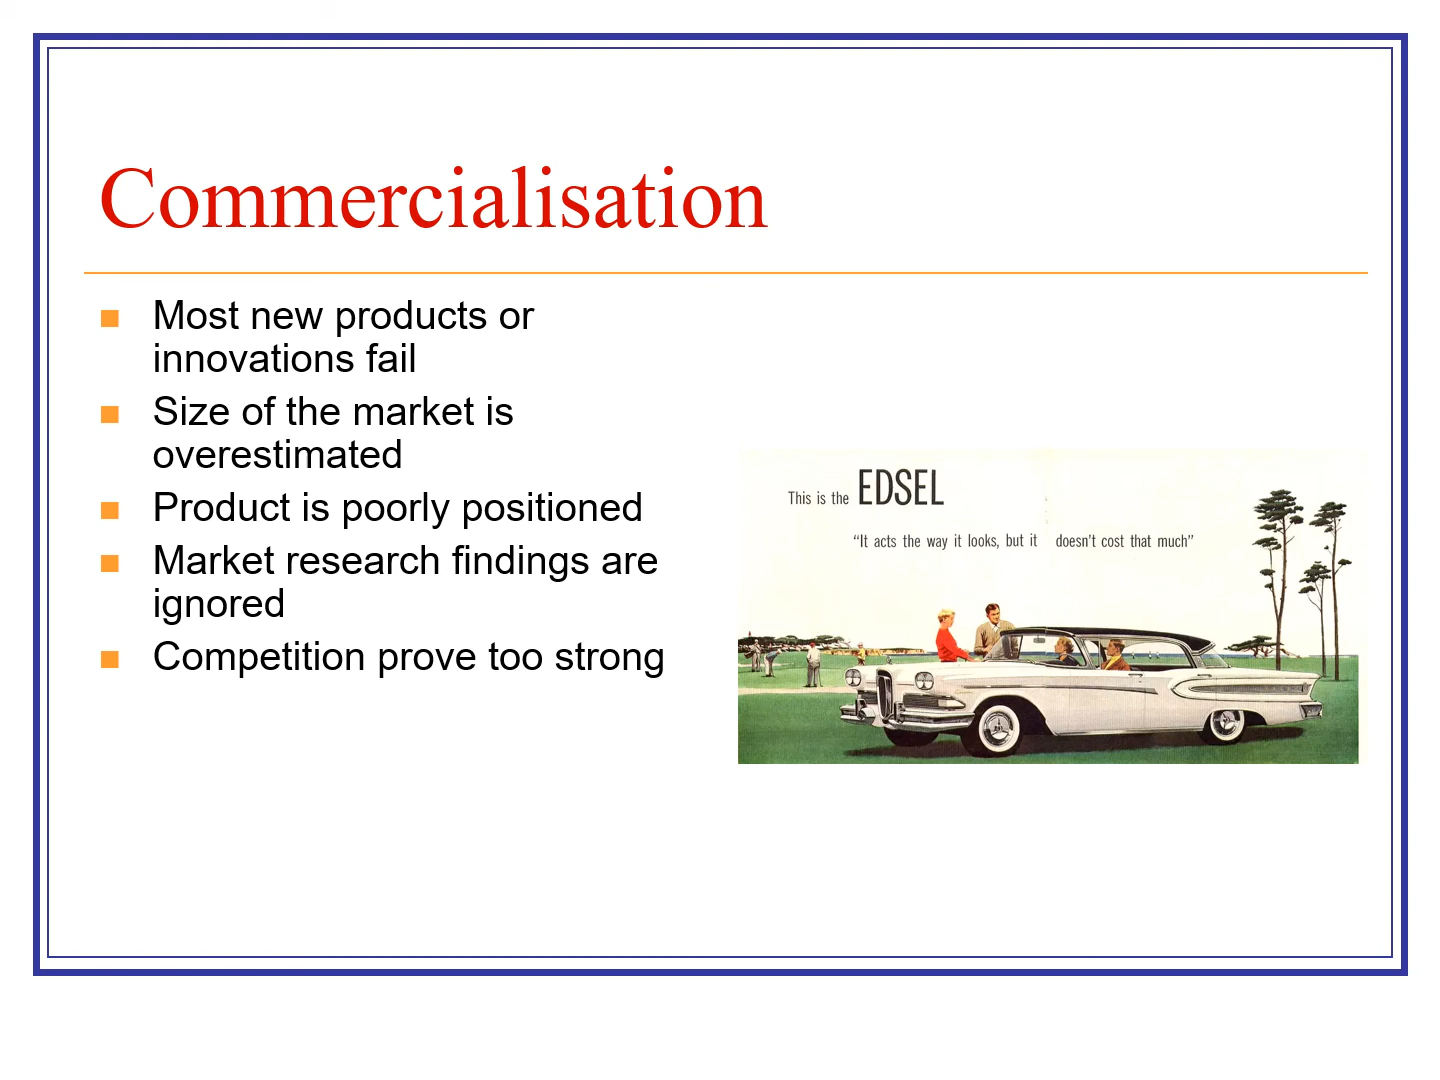 Commercialisation
Most new products or
innovations fail
Size of the market is
overestimated
Product is poorly positioned
Market research findings are
ignored
Competition prove too strong
This is the EDSEL
“It acts the way it looks, but it doesn’t cost that much”